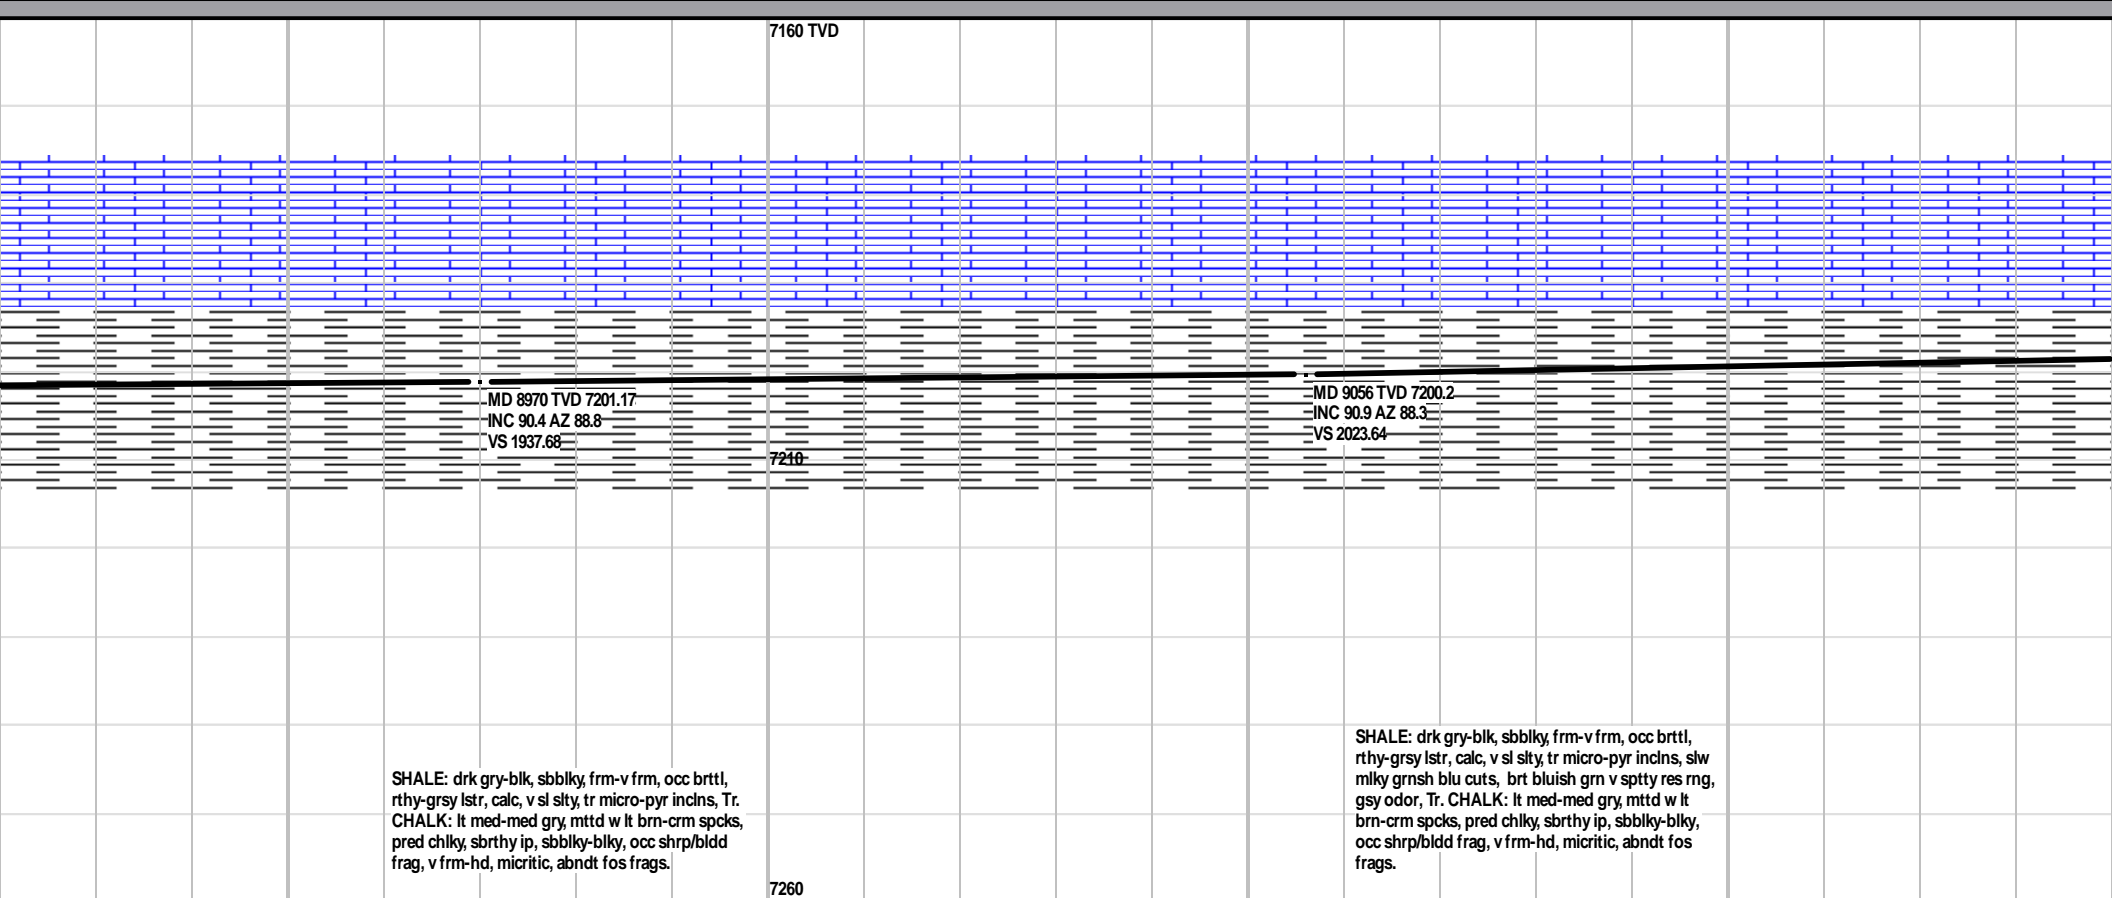 7160 TVD
MD 8970 TVD 7201.17
INC 90.4 AZ 88.8
VS 1937.68
MD 9056 TVD 7200.2
INC 90.9 AZ 88.3
VS 2023.64
7210
SHALE: drk gry-blk, sbblky, frm-v frm, occ brttl,
rthy-grsy lstr, calc, v sl slty, tr micro-pyr inclns, Tr.
CHALK: lt med-med gry, mttd w lt brn-crm spcks,
pred chlky, sbrthy ip, sbblky-blky, occ shrp/bldd
frag, v frm-hd, micritic, abndt fos frags.
SHALE: drk gry-blk, sbblky, frm-v frm, occ brttl,
rthy-grsy lstr, calc, v sl slty, tr micro-pyr inclns, slw
mlky grnsh blu cuts, brt bluish grn v sptty res rng,
gsy odor, Tr. CHALK: lt med-med gry, mttd w lt
brn-crm spcks, pred chlky, sbrthy ip, sbblky-blky,
occ shrp/bldd frag, v frm-hd, micritic, abndt fos
frags.
7260